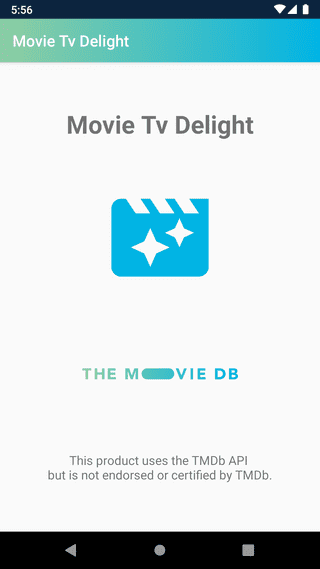 5:56
Movie Tv Delight
Movie Tv Delight
THE MOVIE DB
This product uses the TMDb API
but is not endorsed or certified by TMDb.